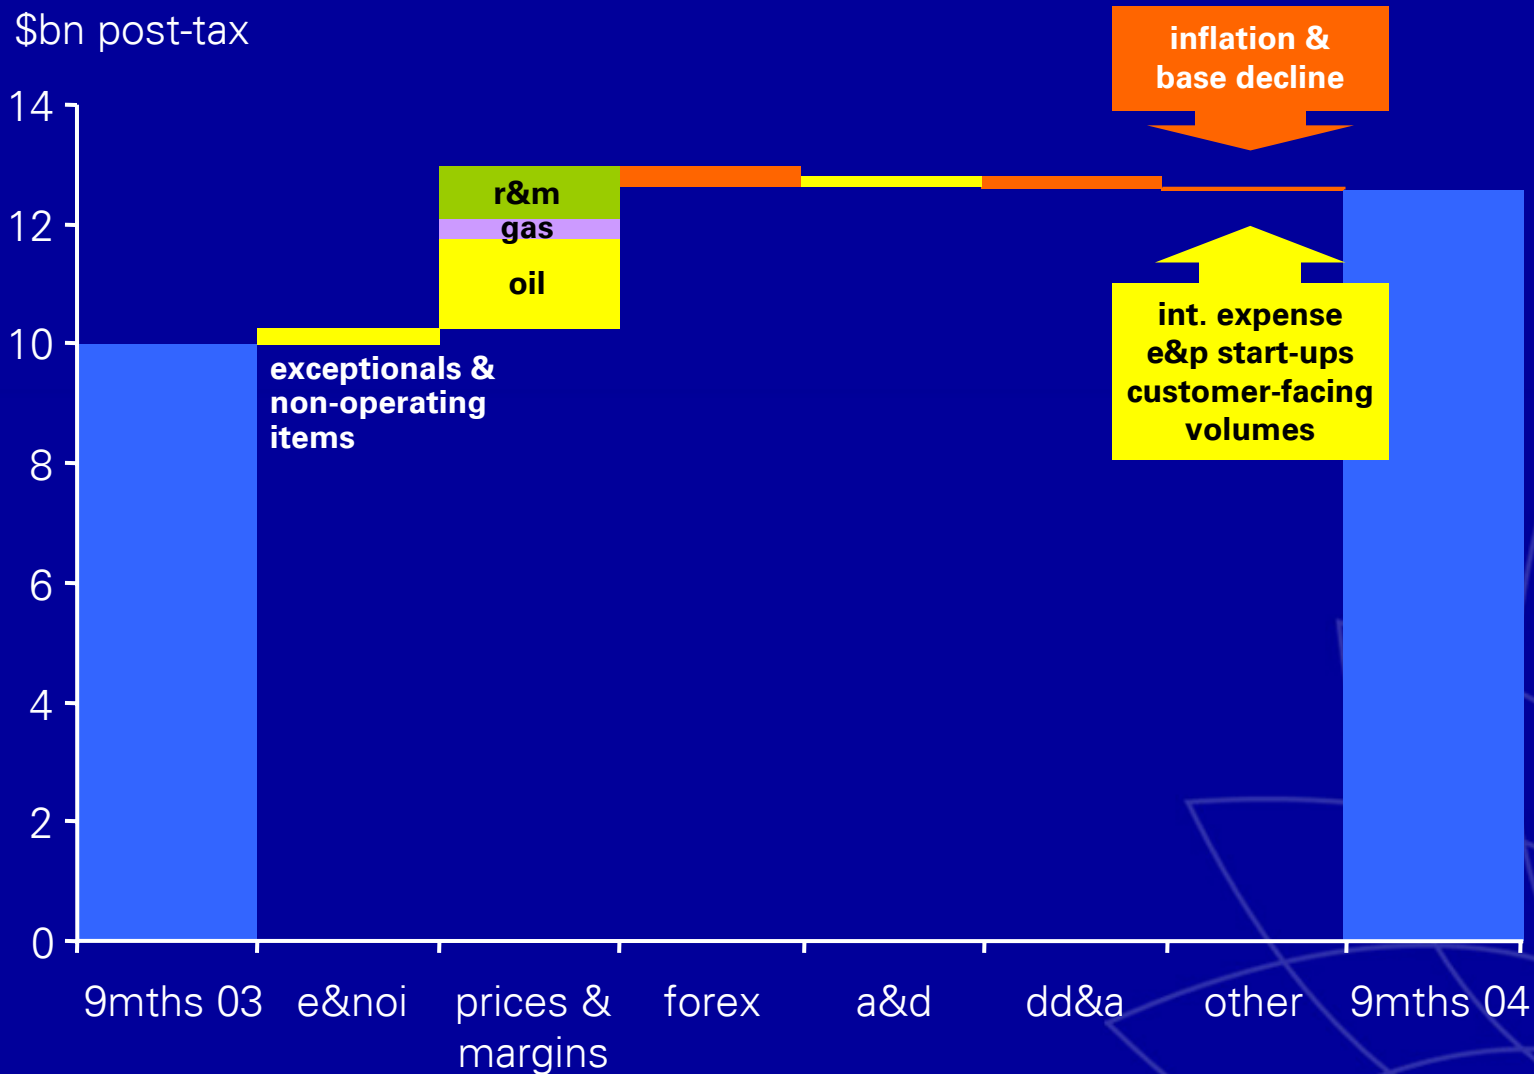 $bn post-tax
14
12
10
8
6
4
2
0
inflation &
base decline
r&m
gas
oil
exceptionals &
non-operating
items
int. expense
e&p start-ups
customer-facing
volumes
9mths 03
e&noi
prices &
margins
forex
a&d
dd&a
other
9mths 04